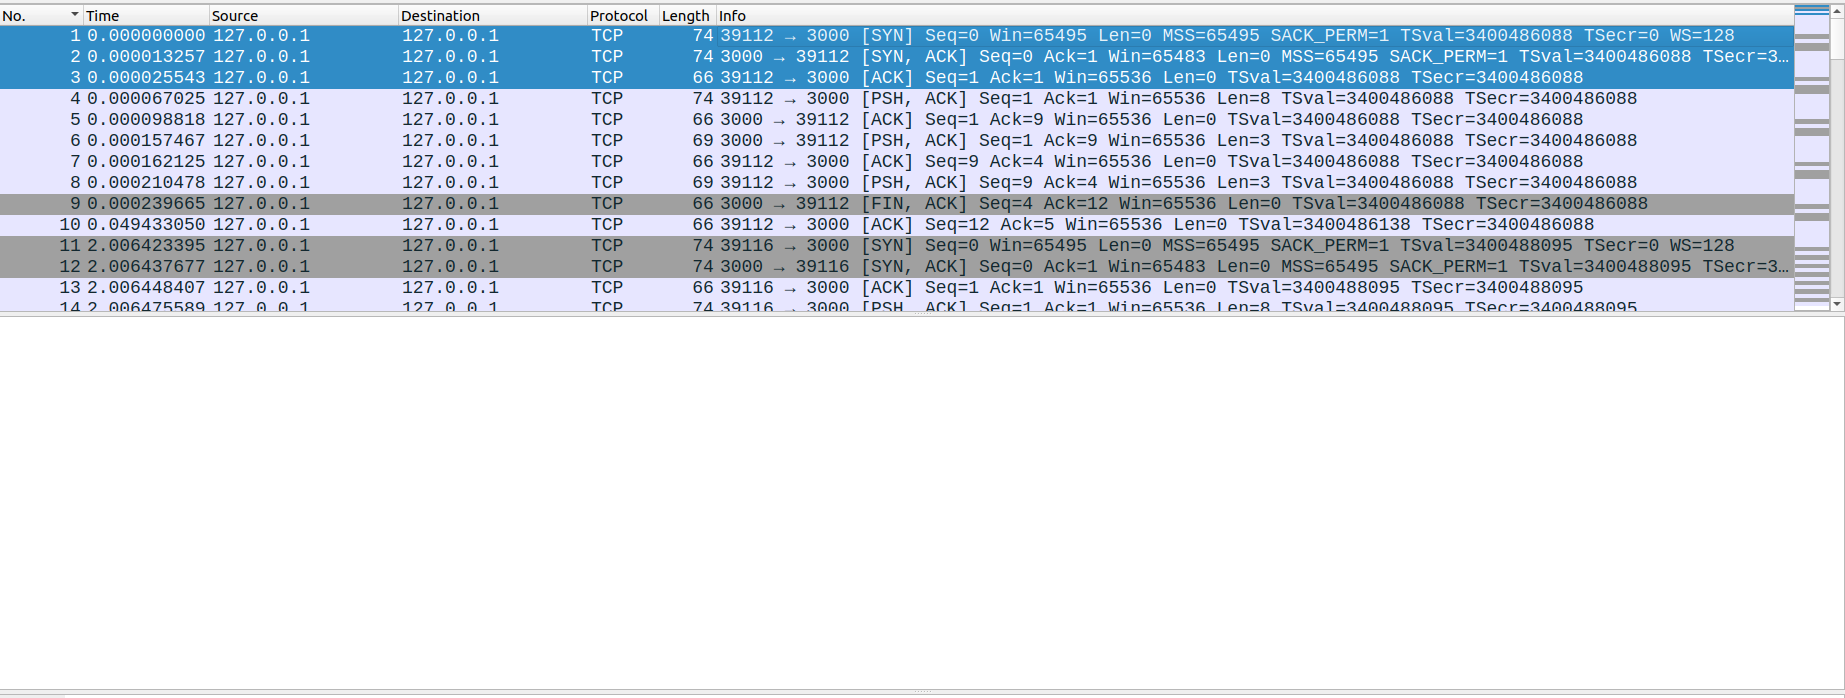 No. Time Source Destination Protocol Length Info
1 0.000000000 127.0.0.1 127.0.0.1 TCP 74 39112 → 3000 [SYN] Seq=0 Win=65495 Len=0 MSS=65495 SACK_PERM=1 TSval=3400486088 TSecr=0 WS=128
2 0.000013257 127.0.0.1 127.0.0.1 TCP 74 3000 → 39112 [SYN, ACK] Seq=0 Ack=1 Win=65483 Len=0 MSS=65495 SACK_PERM=1 TSval=3400486088 TSecr=3…
3 0.000025543 127.0.0.1 127.0.0.1 TCP 66 39112 → 3000 [ACK] Seq=1 Ack=1 Win=65536 Len=0 TSval=3400486088 TSecr=3400486088
4 0.000067025 127.0.0.1 127.0.0.1 TCP 74 39112 → 3000 [PSH, ACK] Seq=1 Ack=1 Win=65536 Len=8 TSval=3400486088 TSecr=3400486088
5 0.000098818 127.0.0.1 127.0.0.1 TCP 66 3000 → 39112 [ACK] Seq=1 Ack=9 Win=65536 Len=0 TSval=3400486088 TSecr=3400486088
6 0.000157467 127.0.0.1 127.0.0.1 TCP 69 3000 → 39112 [PSH, ACK] Seq=1 Ack=9 Win=65536 Len=3 TSval=3400486088 TSecr=3400486088
7 0.000162125 127.0.0.1 127.0.0.1 TCP 66 39112 → 3000 [ACK] Seq=9 Ack=4 Win=65536 Len=0 TSval=3400486088 TSecr=3400486088
8 0.000210478 127.0.0.1 127.0.0.1 TCP 69 39112 → 3000 [PSH, ACK] Seq=9 Ack=4 Win=65536 Len=3 TSval=3400486088 TSecr=3400486088
9 0.000239665 127.0.0.1 127.0.0.1 TCP 66 3000 → 39112 [FIN, ACK] Seq=4 Ack=12 Win=65536 Len=0 TSval=3400486088 TSecr=3400486088
10 0.049433050 127.0.0.1 127.0.0.1 TCP 66 39112 → 3000 [ACK] Seq=12 Ack=5 Win=65536 Len=0 TSval=3400486138 TSecr=3400486088
11 2.006423395 127.0.0.1 127.0.0.1 TCP 74 39116 → 3000 [SYN] Seq=0 Win=65495 Len=0 MSS=65495 SACK_PERM=1 TSval=3400488095 TSecr=0 WS=128
12 2.006437677 127.0.0.1 127.0.0.1 TCP 74 3000 → 39116 [SYN, ACK] Seq=0 Ack=1 Win=65483 Len=0 MSS=65495 SACK_PERM=1 TSval=3400488095 TSecr=3…
13 2.006448407 127.0.0.1 127.0.0.1 TCP 66 39116 → 3000 [ACK] Seq=1 Ack=1 Win=65536 Len=0 TSval=3400488095 TSecr=3400488095
14 2.006475589 127.0.0.1 127.0.0.1 TCP 74 39116 → 3000 [PSH, ACK] Seq=1 Ack=1 Win=65536 Len=8 TSval=3400488095 TSecr=3400488095